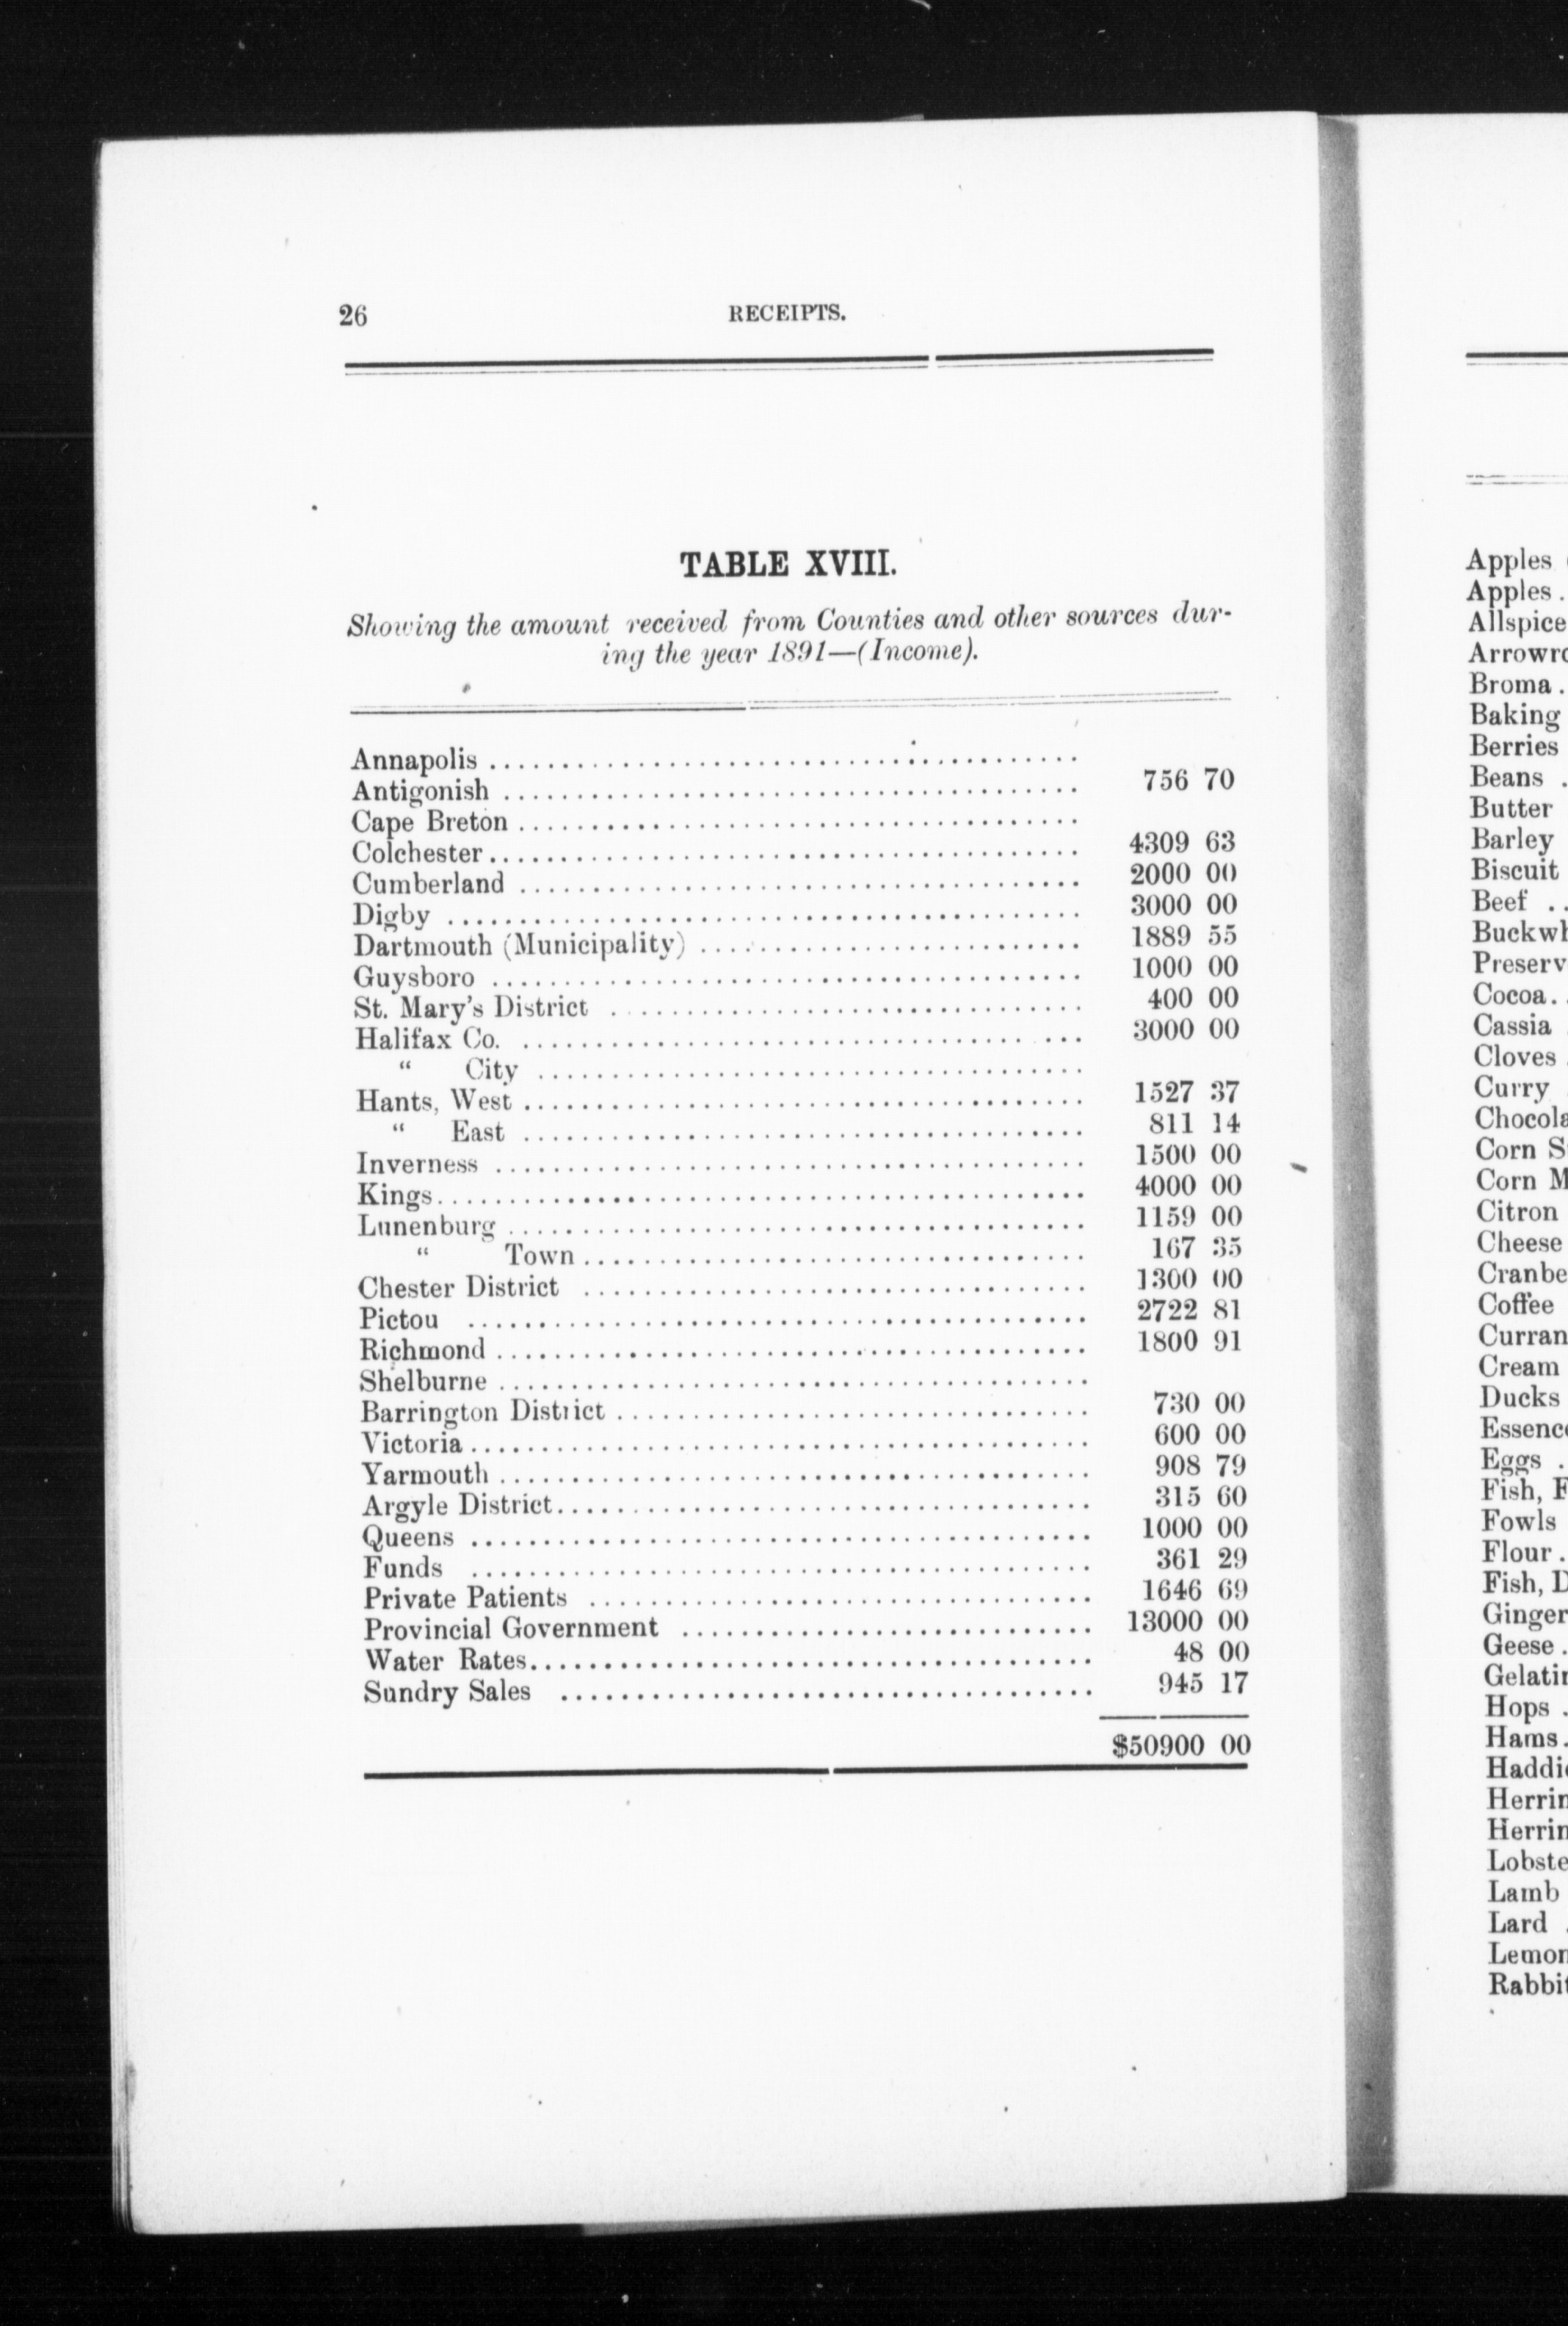 26 RECEIPTS.
TABLE XVIII.
Showing the amount received from Counties and other sources dur-
ing the year 1891—(Income).
Annapolis
Antigonish 756 70
Cape Breton
Colchester 4309 63
Cumberland 2000 00
Digby 3000 00
Dartmouth (Municipality) 1889 55
Guysboro 1000 00
St. Mary's District 400 00
Halifax Co. 3000 00
“ City
Hants, West 1527 37
“ East 811 14
Inverness 1500 00
Kings 4000 00
Lunenburg 1159 00
“ Town 167 35
Chester District 1300 00
Pictou 2722 81
Richmond 1800 91
Shelburne
Barrington District 730 00
Victoria 600 00
Yarmouth 908 79
Argyle District 315 60
Queens 1000 00
Funds 361 29
Private Patients 1646 69
Provincial Government 13000 00
Water Rates 48 00
Sundry Sales 945 17
$50900 00
Apples
Apples
Allspice
Broma
Baking
Berries
Beans
Butter
Barley
Biscuit
Beef
Cocoa
Cassia
Cloves
Curry
Corn
Corn
Citron
Cheese
Coffee
Cream
Ducks
Eggs
Fish,
Fowls
Flour
Fish,
Ginger
Geese
Hops
Hams
Lamb
Lard